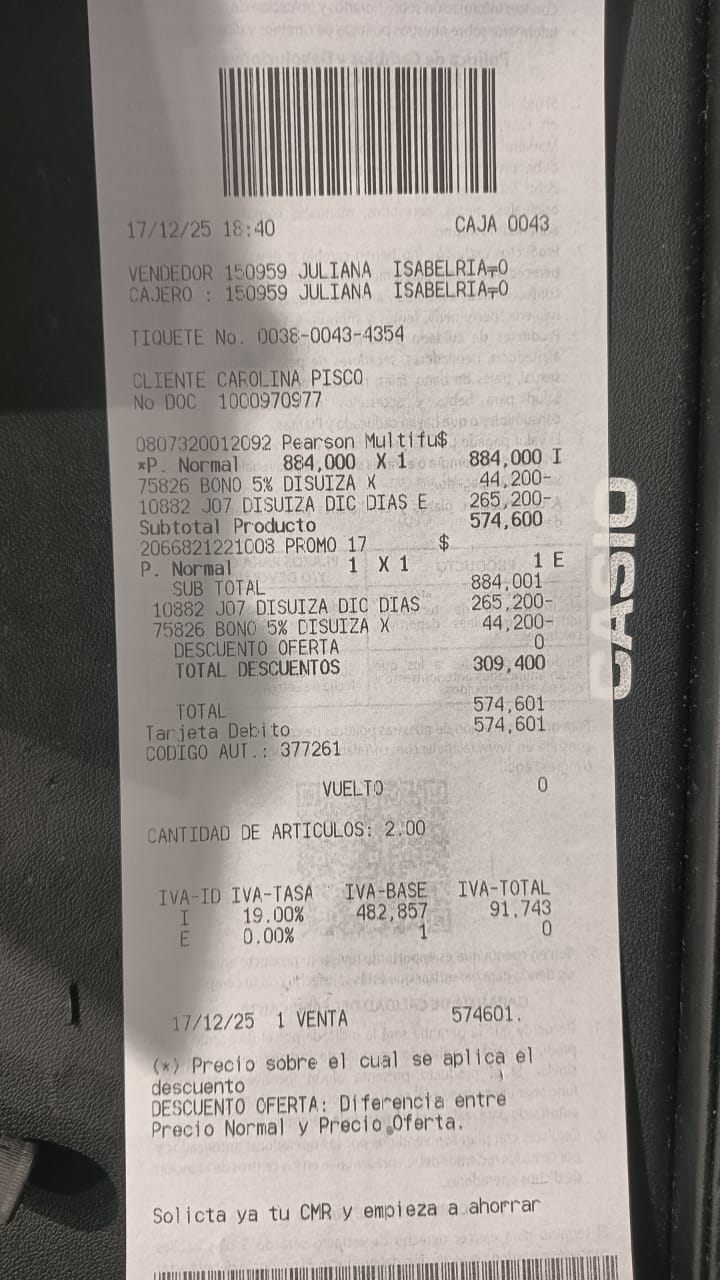 17/12/25 18:40 CAJA 0043
VENDEDOR 150959 JULIANA ISABELRIA╤O
CAJERO : 150959 JULIANA ISABELRIA╤O
TIQUETE No. 0038-0043-4354
CLIENTE CAROLINA PISCO
No DOC 1000970977
0807320012092 Pearson Multifu$
*P. Normal 884,000 X 1 884,000 I
75826 BONO 5% DISUIZA X 44,200-
10882 J07 DISUIZA DIC DIAS E 265,200-
Subtotal Producto 574,600
2066821221008 PROMO 17 $
P. Normal 1 X 1 1 E
SUB TOTAL 884,001
10882 J07 DISUIZA DIC DIAS 265,200-
75826 BONO 5% DISUIZA X 44,200-
DESCUENTO OFERTA 0
TOTAL DESCUENTOS 309,400
TOTAL 574,601
Tarjeta Debito 574,601
CODIGO AUT.: 377261
VUELTO 0
CANTIDAD DE ARTICULOS: 2.00
IVA-ID IVA-TASA IVA-BASE IVA-TOTAL
I 19.00% 482,857 91,743
E 0.00% 1 0
17/12/25 1 VENTA 574601.
(*) Precio sobre el cual se aplica el
descuento
DESCUENTO OFERTA: Diferencia entre
Precio Normal y Precio Oferta.
Solicta ya tu CMR y empieza a ahorrar
CASIO